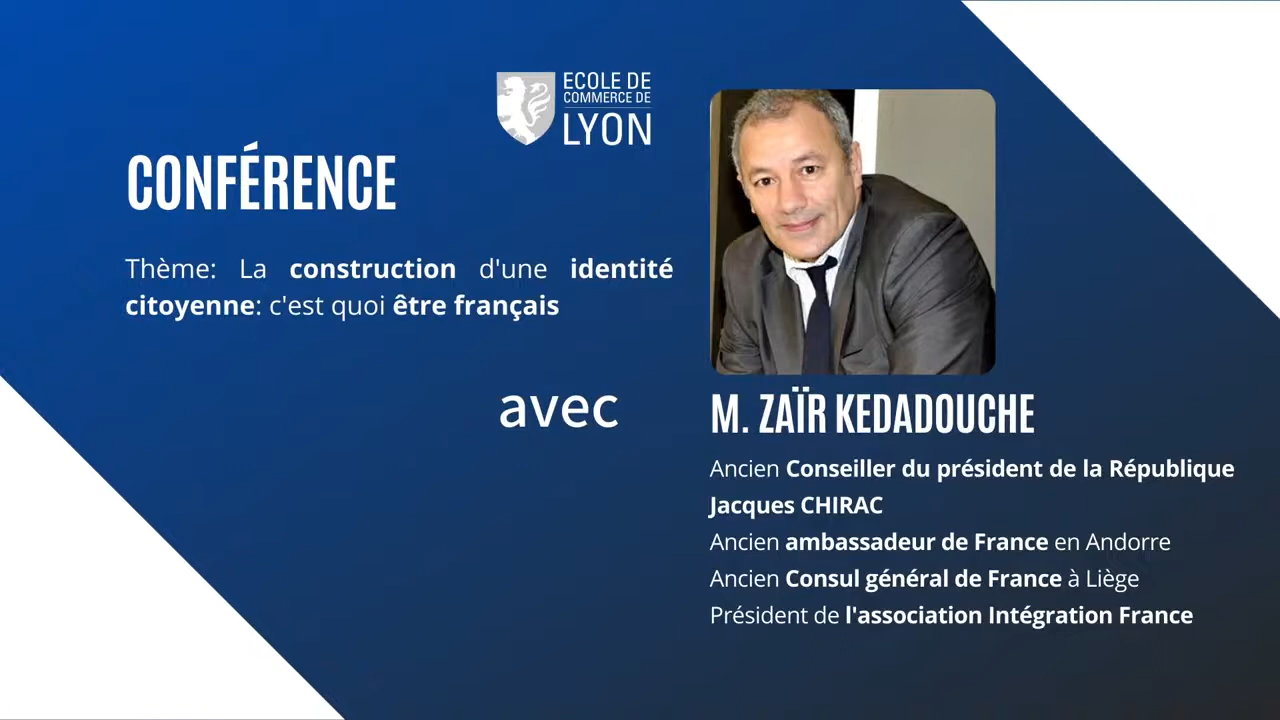 ECOLE DE
COMMERCE DE
LYON
CONFÉRENCE
Thème: La construction d'une identité
citoyenne: c'est quoi être français
avec
M. ZAÏR KEDADOUCHE
Ancien Conseiller du président de la République
Jacques CHIRAC
Ancien ambassadeur de France en Andorre
Ancien Consul général de France à Liège
Président de l'association Intégration France